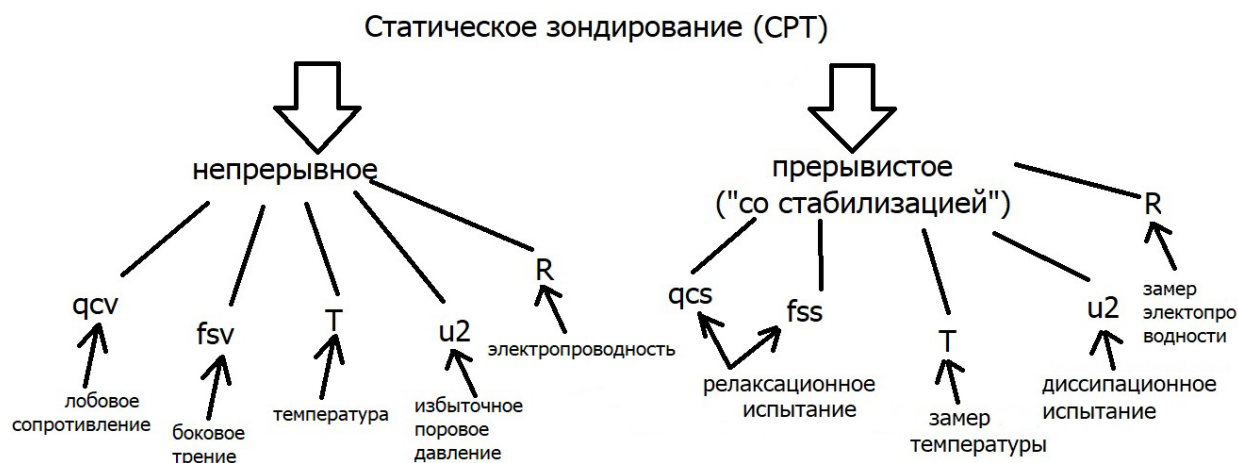 Статическое зондирование (CPT)
непрерывное
qcv
лобовое
сопротивление
fsv
боковое
трение
T
температура
u2
избыточное
поровое
давление
R
электропроводность
прерывистое
("со стабилизацией")
qcs
fss
релаксационное
испытание
T
замер
температуры
u2
диссипационное
испытание
R
замер
электопро
водности